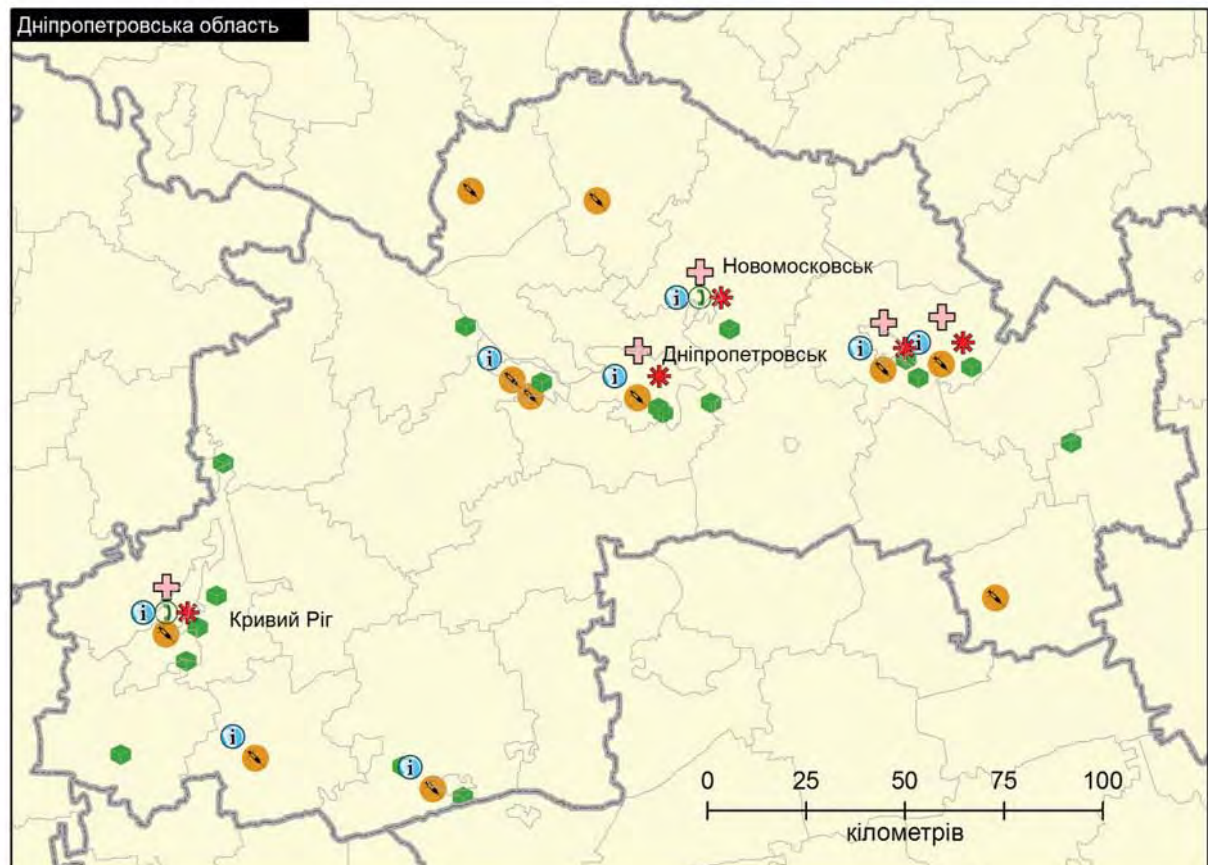 Дніпропетровська область
Новомосковськ
Дніпропетровськ
Кривий Ріг
0 25 50 75 100
кілометрів